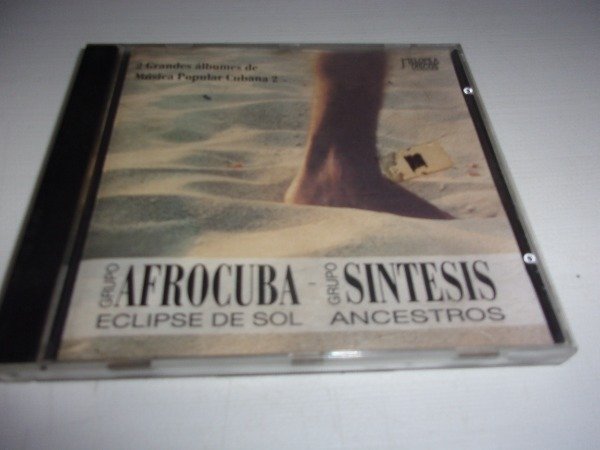 2 Grandes álbumes de
Música Popular Cubana 2
GRUPO AFROCUBA - GRUPO SINTESIS
ECLIPSE DE SOL ANCESTROS